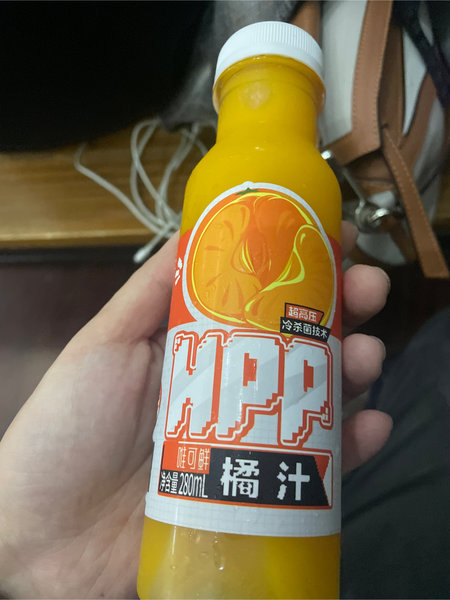 超高压
冷杀菌技术
HPP
唯可鲜
净含量280mL
橘汁